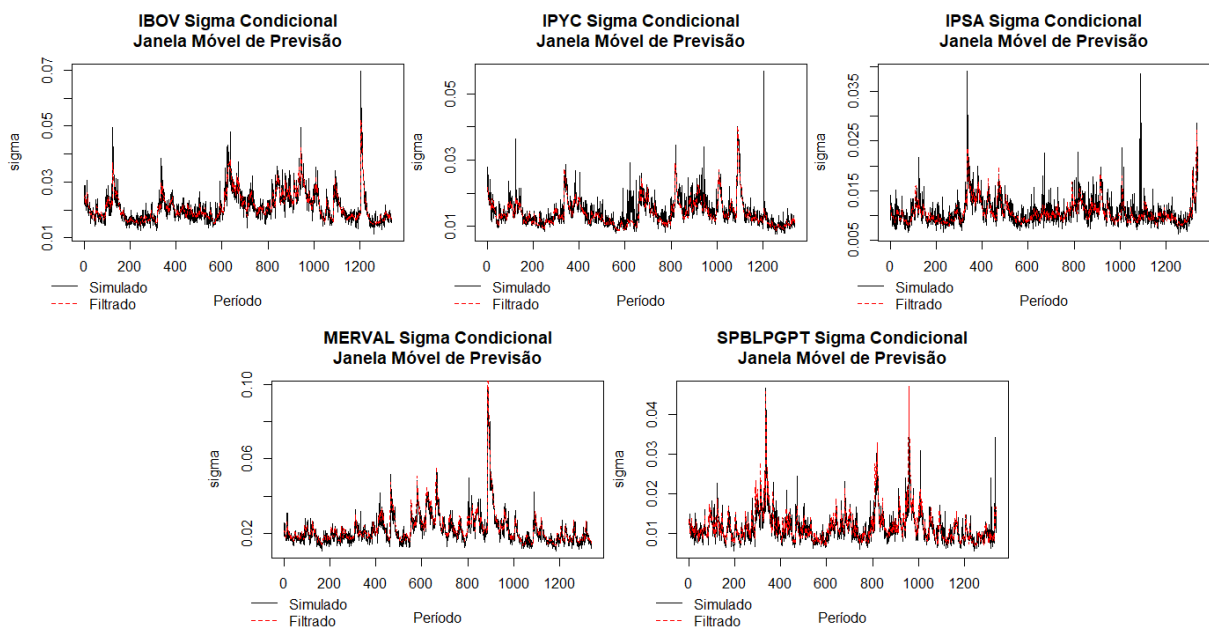 IBOV Sigma Condicional
Janela Móvel de Previsão
sigma
0.07
0.05
0.03
0.01
0 200 400 600 800 1000 1200
Período
Simulado
Filtrado
IPYC Sigma Condicional
Janela Móvel de Previsão
sigma
0.05
0.03
0.01
0 200 400 600 800 1000 1200
Período
Simulado
Filtrado
IPSA Sigma Condicional
Janela Móvel de Previsão
sigma
0.035
0.025
0.015
0.005
0 200 400 600 800 1000 1200
Período
Simulado
Filtrado
MERVAL Sigma Condicional
Janela Móvel de Previsão
sigma
0.10
0.06
0.02
0 200 400 600 800 1000 1200
Período
Simulado
Filtrado
SPBLPGPT Sigma Condicional
Janela Móvel de Previsão
sigma
0.04
0.03
0.02
0.01
0 200 400 600 800 1000 1200
Período
Simulado
Filtrado